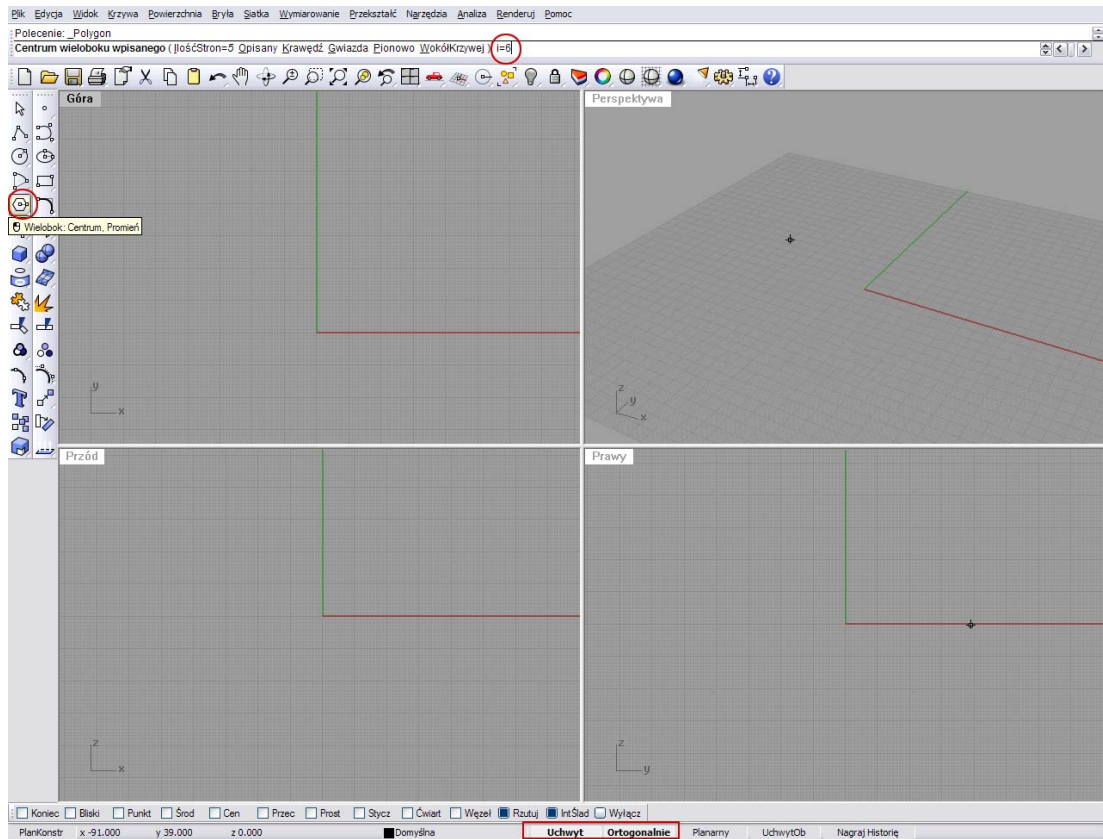 Plik Edycja Widok Krzywa Powierzchnia Bryła Siatka Wymiarowanie Przekształć Narzędzia Analiza Renderuj Pomoc
Polecenie: _Polygon
Centrum wieloboku wpisanego ( IlośćStron=5 Opisany Krawędź Gwiazda Pionowo WokółKrzywej ) i=6
Góra
Perspektywa
Wielobok: Centrum, Promień
y
x
z
y
x
Przód
Prawy
z
x
z
y
Koniec Bliski Punkt Środ Cen Przec Prost Stycz Ćwiart Węzeł Rzutuj IntŚlad Wyłącz
PlanKonstr x -91.000 y 39.000 z 0.000 Domyślna Uchwyt Ortogonalnie Planarny UchwytOb Nagraj Historię